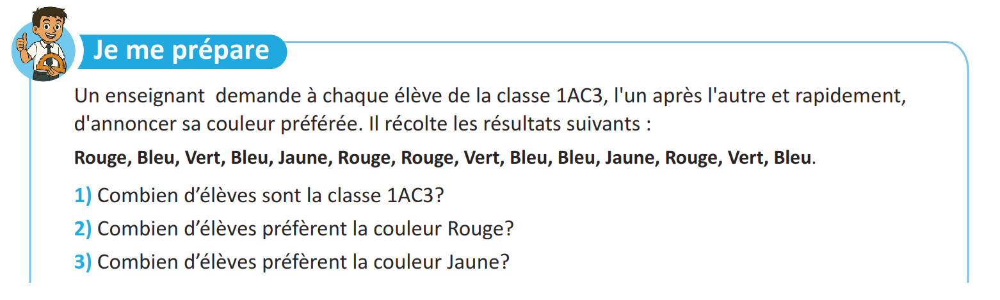 Je me prépare
Un enseignant demande à chaque élève de la classe 1AC3, l'un après l'autre et rapidement,
d'annoncer sa couleur préférée. Il récolte les résultats suivants :
Rouge, Bleu, Vert, Bleu, Jaune, Rouge, Rouge, Vert, Bleu, Bleu, Jaune, Rouge, Vert, Bleu.
1) Combien d’élèves sont la classe 1AC3?
2) Combien d’élèves préfèrent la couleur Rouge?
3) Combien d’élèves préfèrent la couleur Jaune?